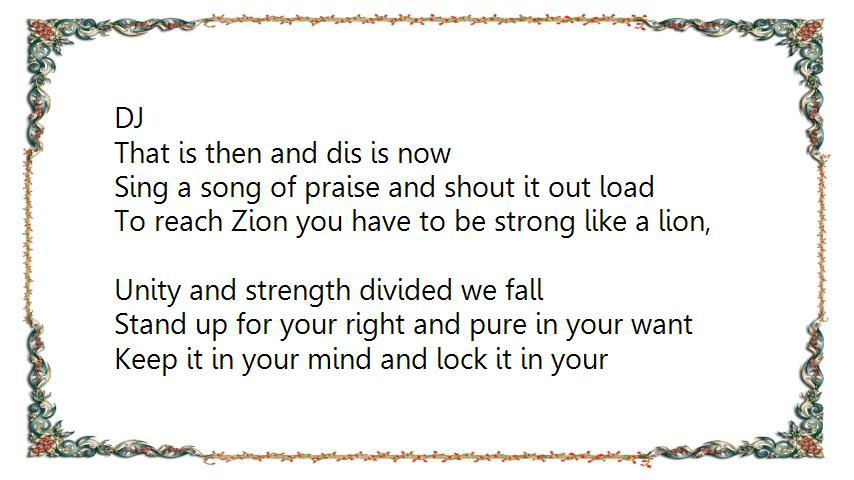 DJ
That is then and dis is now
Sing a song of praise and shout it out load
To reach Zion you have to be strong like a lion,
Unity and strength divided we fall
Stand up for your right and pure in your want
Keep it in your mind and lock it in your